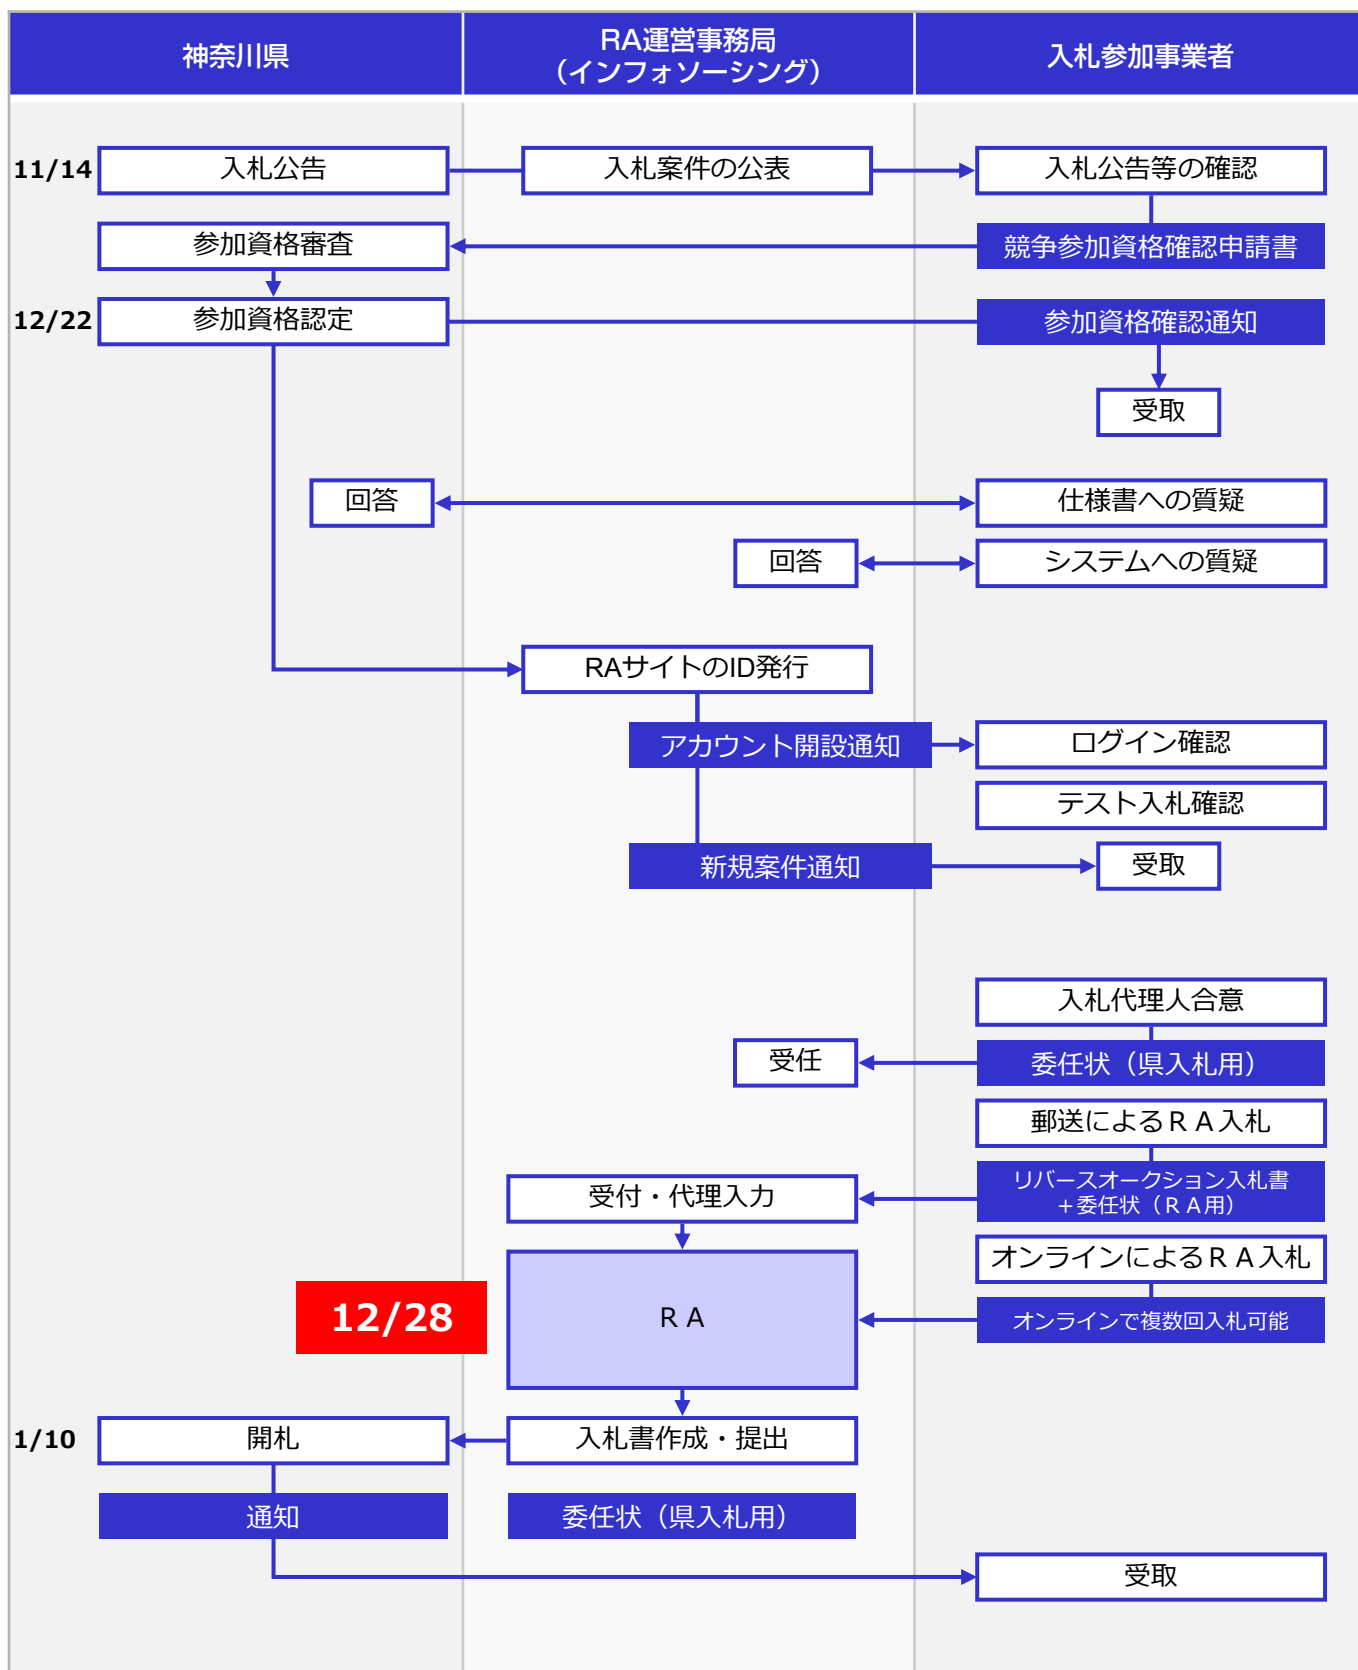 神奈川県
RA運営事務局
（インフォソーシング）
入札参加事業者
11/14
入札公告
入札案件の公表
入札公告等の確認
参加資格審査
競争参加資格確認申請書
12/22
参加資格認定
参加資格確認通知
受取
回答
仕様書への質疑
回答
システムへの質疑
RAサイトのID発行
アカウント開設通知
ログイン確認
テスト入札確認
新規案件通知
受取
入札代理人合意
受任
委任状（県入札用）
郵送によるＲＡ入札
受付・代理入力
リバースオークション入札書
＋委任状（ＲＡ用）
オンラインによるＲＡ入札
12/28
ＲＡ
オンラインで複数回入札可能
1/10
開札
入札書作成・提出
通知
委任状（県入札用）
受取